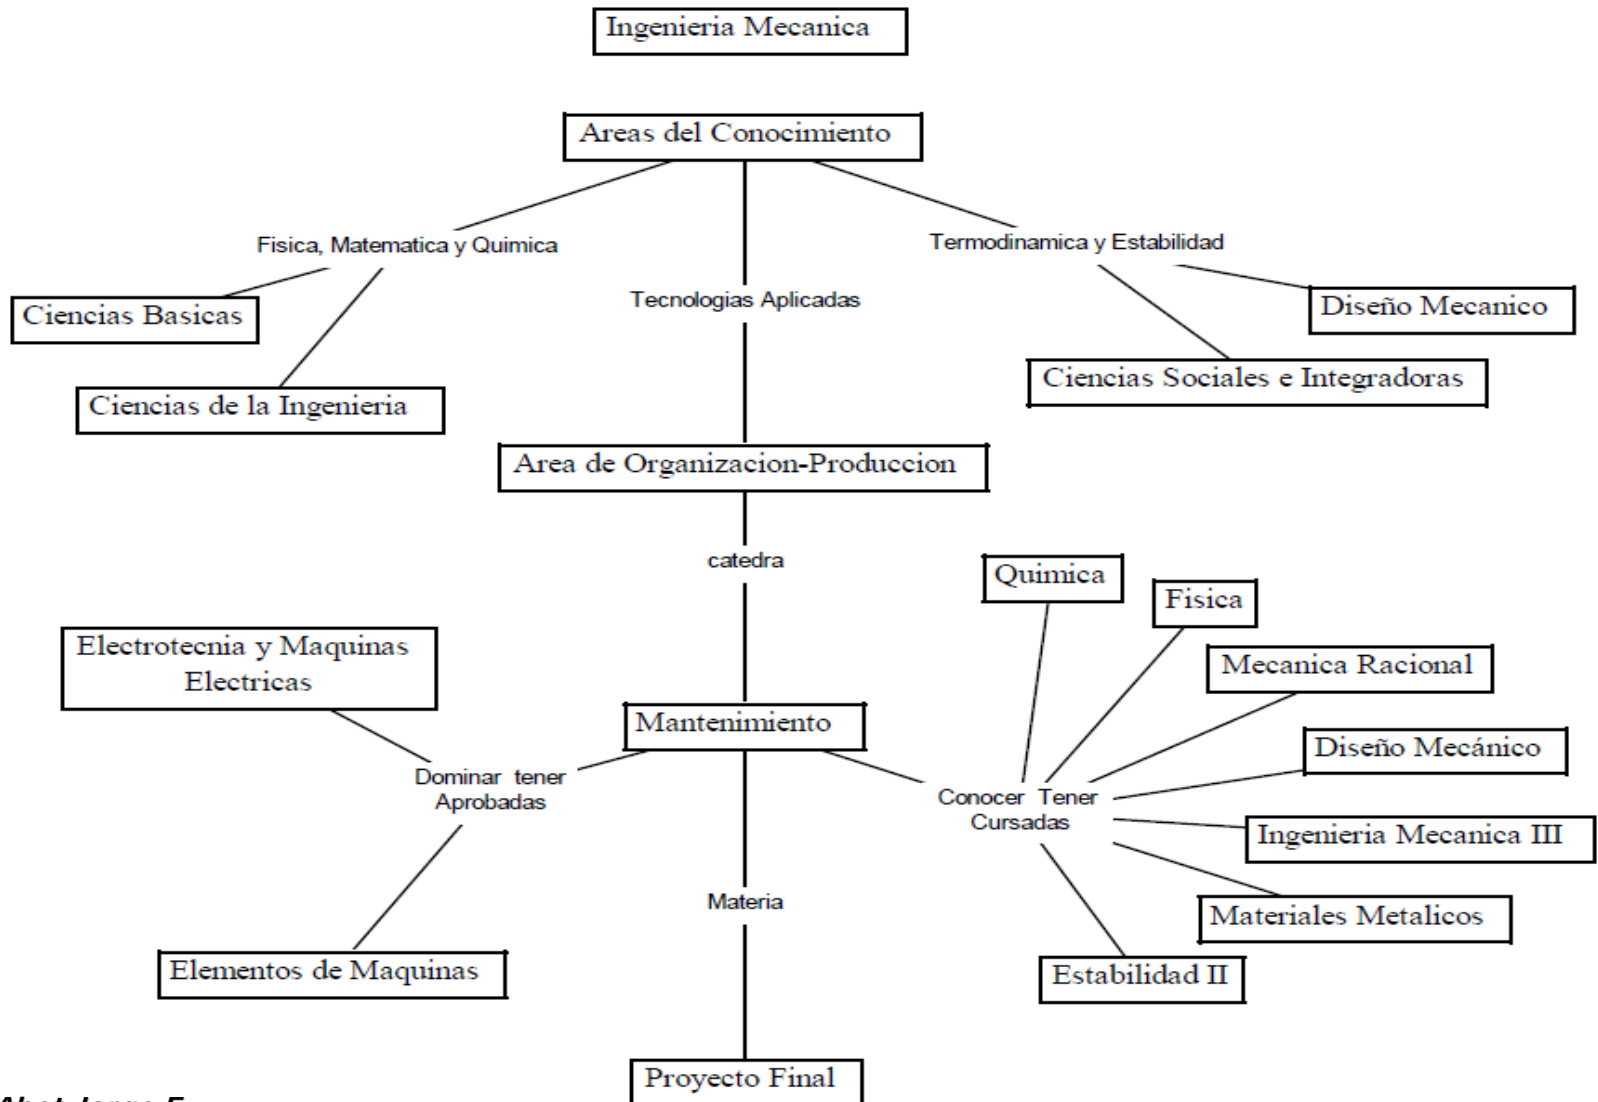 Ingenieria Mecanica
Areas del Conocimiento
Fisica, Matematica y Quimica
Termodinamica y Estabilidad
Tecnologias Aplicadas
Ciencias Basicas
Diseño Mecanico
Ciencias Sociales e Integradoras
Ciencias de la Ingenieria
Area de Organizacion-Produccion
catedra
Quimica
Fisica
Electrotecnia y Maquinas
Electricas
Mecanica Racional
Mantenimiento
Diseño Mecánico
Dominar tener
Aprobadas
Conocer Tener
Cursadas
Ingenieria Mecanica III
Materia
Materiales Metalicos
Elementos de Maquinas
Estabilidad II
Proyecto Final